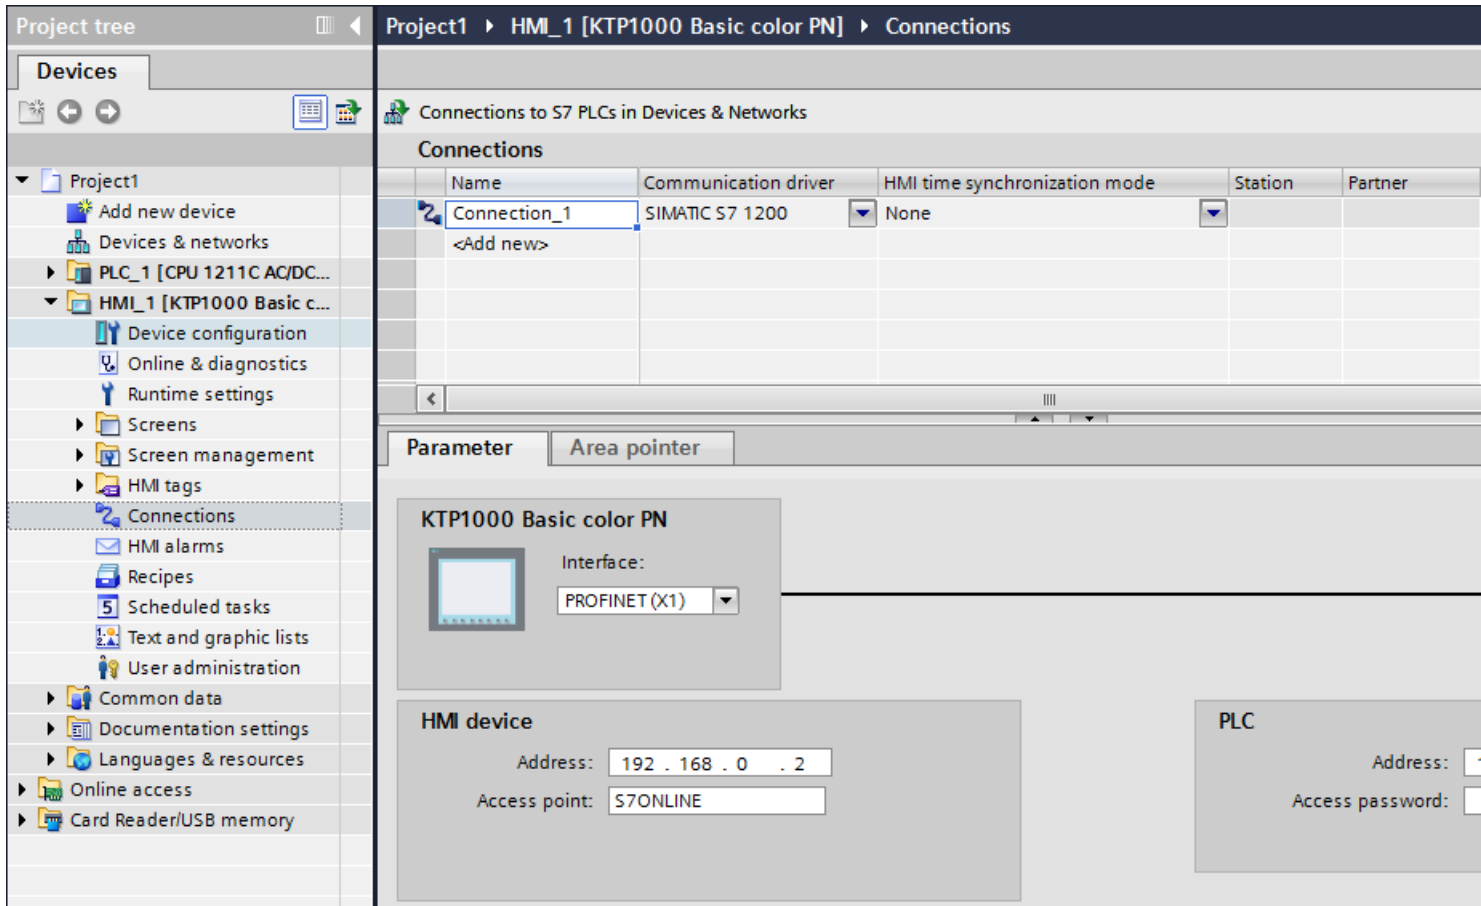 Project tree
Devices
Project1
Add new device
Devices & networks
PLC_1 [CPU 1211C AC/DC...
HMI_1 [KTP1000 Basic c...
Device configuration
Online & diagnostics
Runtime settings
Screens
Screen management
HMI tags
Connections
HMI alarms
Recipes
Scheduled tasks
Text and graphic lists
User administration
Common data
Documentation settings
Languages & resources
Online access
Card Reader/USB memory
Project1 HMI_1 [KTP1000 Basic color PN] Connections
Connections to S7 PLCs in Devices & Networks
Connections
Name Communication driver HMI time synchronization mode Station Partner
Connection_1 SIMATIC S7 1200 None
<Add new>
Parameter Area pointer
KTP1000 Basic color PN
Interface:
PROFINET (X1)
HMI device
Address: 192 . 168 . 0 . 2
Access point: S7ONLINE
PLC
Address:
Access password: